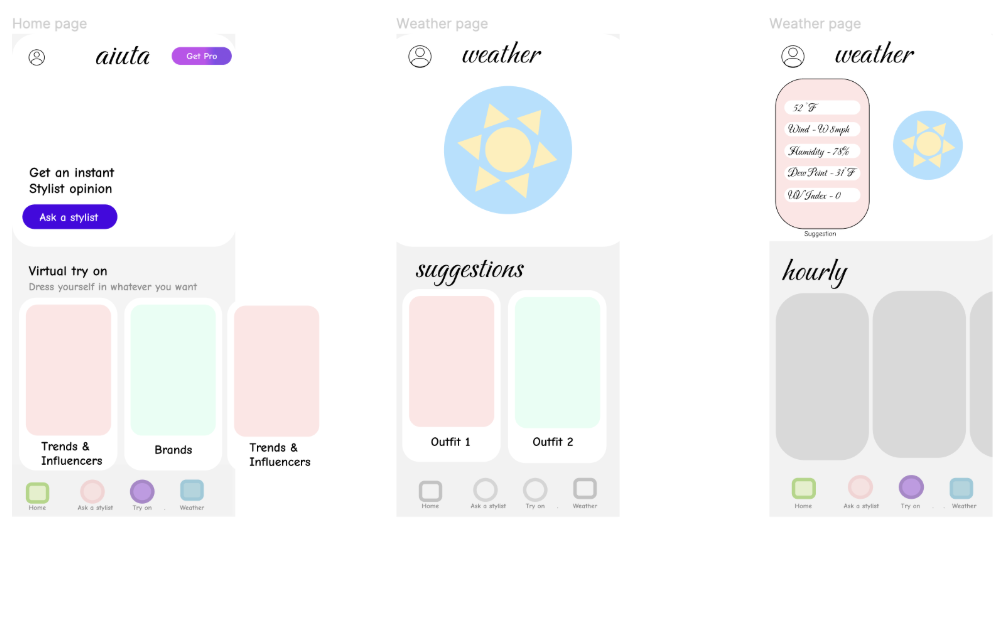 Home page
aiuta
Get Pro
Get an instant
Stylist opinion
Ask a stylist
Virtual try on
Dress yourself in whatever you want
Trends &
Influencers
Brands
Trends &
Influencers
Home
Ask a stylist
Try on
Weather
Weather page
weather
suggestions
Outfit 1
Outfit 2
Home
Ask a stylist
Try on
Weather
Weather page
weather
52°F
Wind - W 8mph
Humidity - 78%
Dew Point - 31°F
UV Index - 0
Suggestion
hourly
Home
Ask a stylist
Try on
Weather